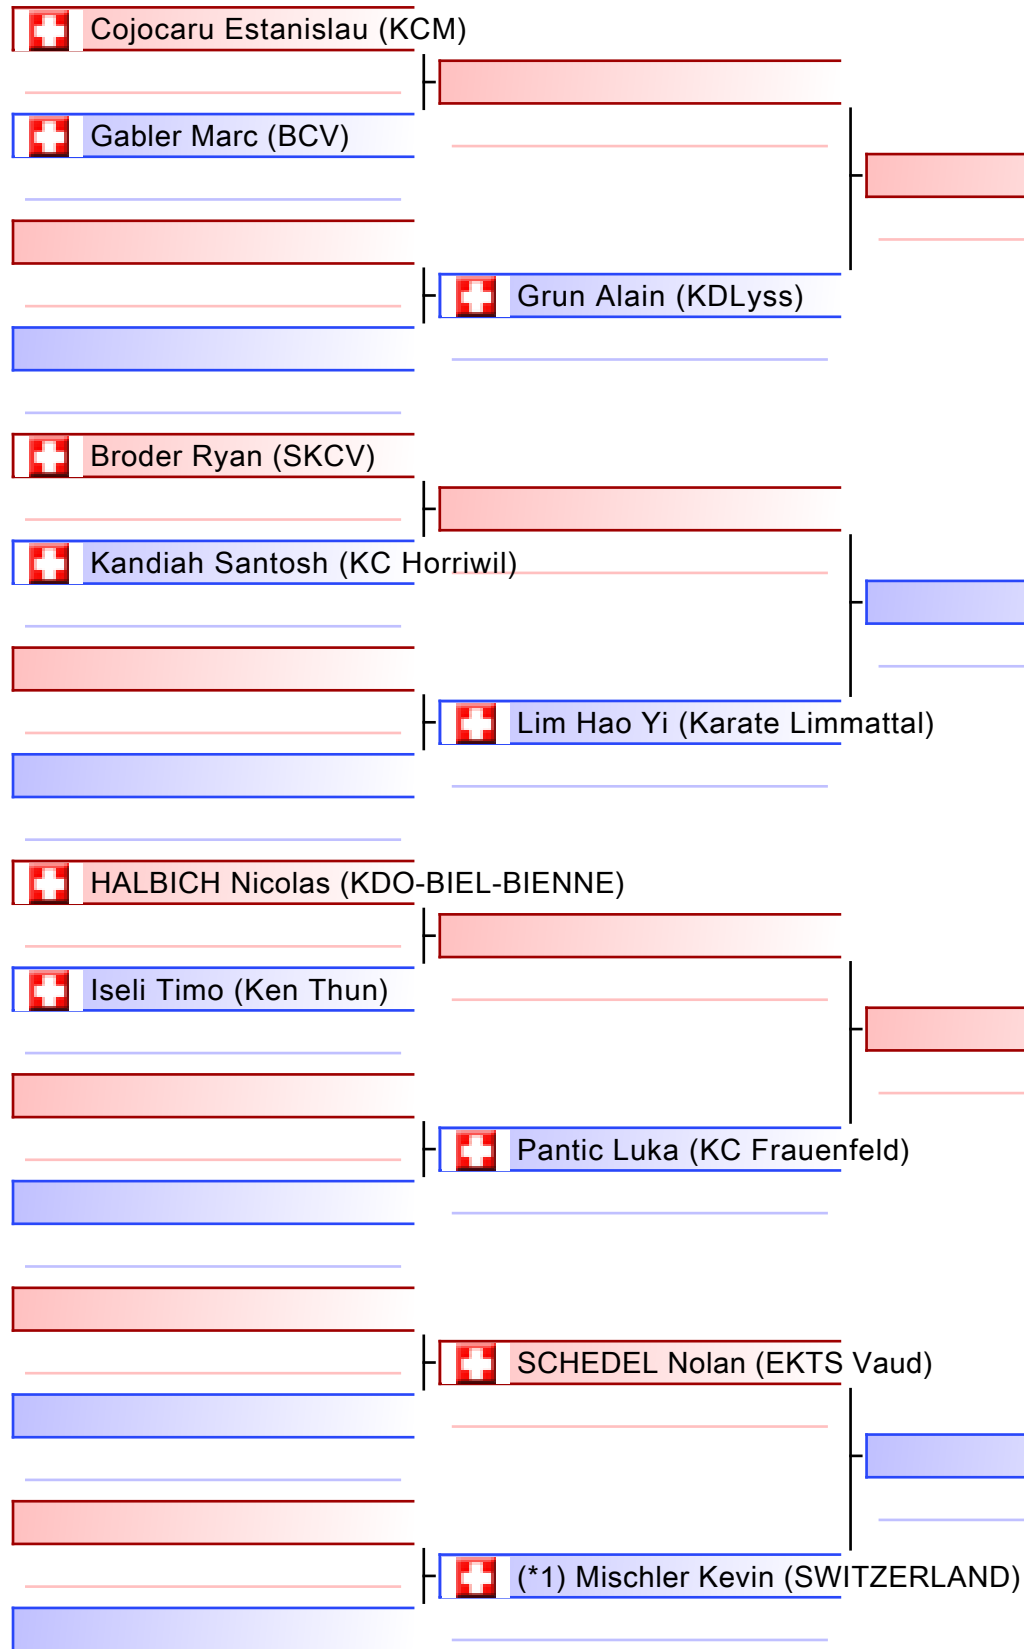 Cojocaru Estanislau (KCM)
Gabler Marc (BCV)
Grun Alain (KDLyss)
Broder Ryan (SKCV)
Kandiah Santosh (KC Horriwil)
Lim Hao Yi (Karate Limmattal)
HALBICH Nicolas (KDO-BIEL-BIENNE)
Iseli Timo (Ken Thun)
Pantic Luka (KC Frauenfeld)
SCHEDEL Nolan (EKTS Vaud)
(*1) Mischler Kevin (SWITZERLAND)